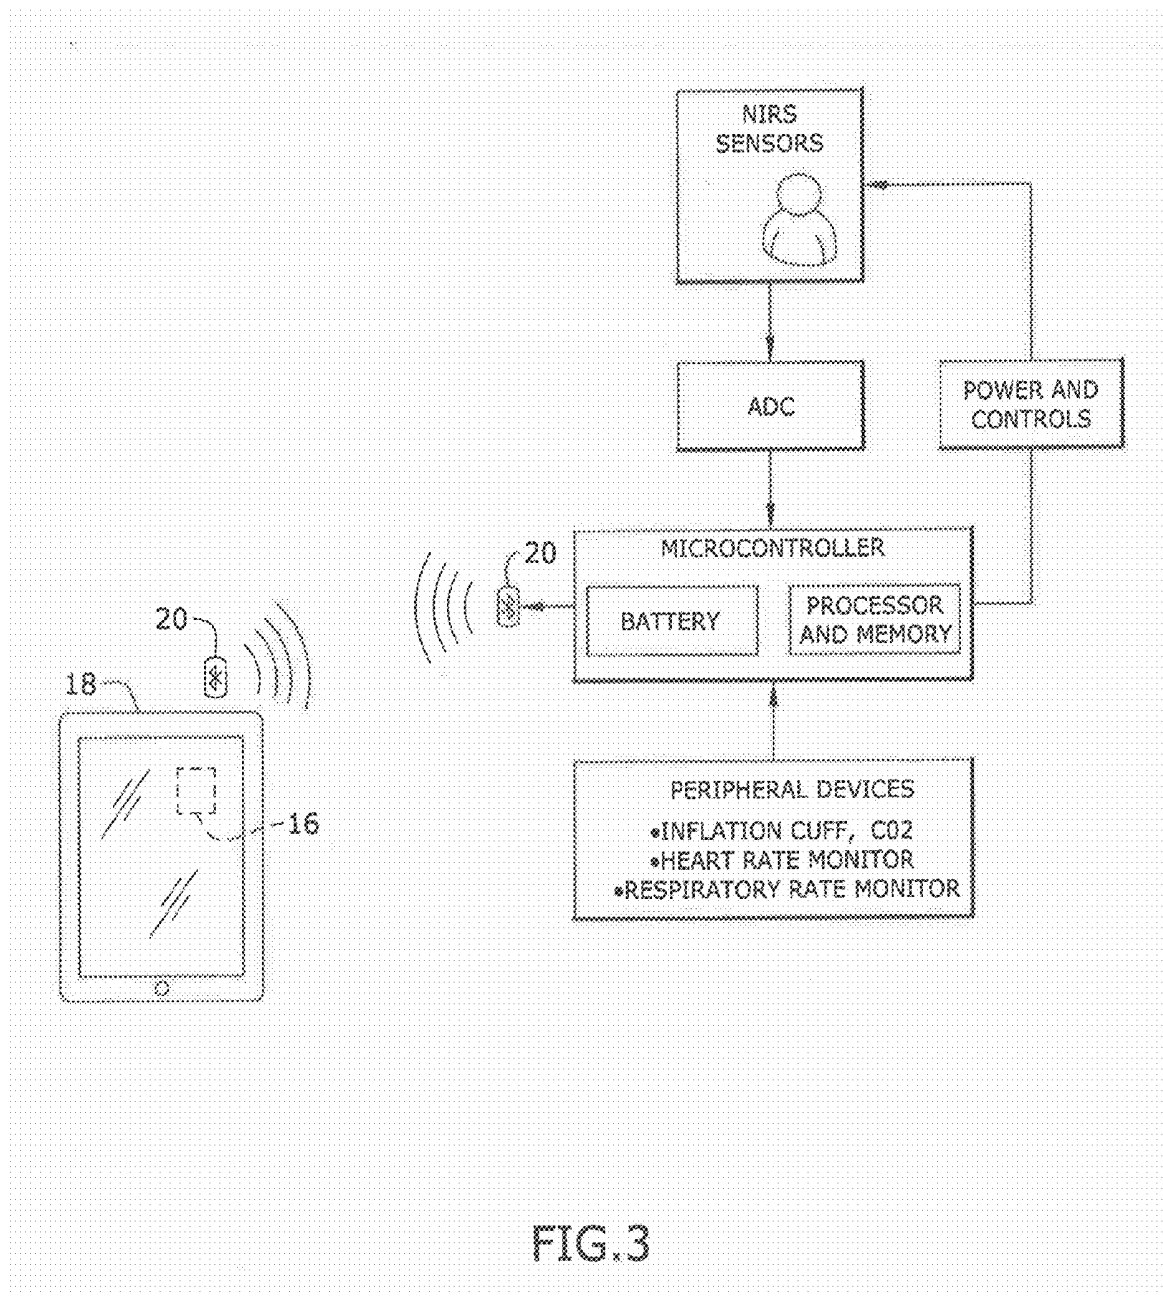 NIRS
SENSORS
ADC
POWER AND
CONTROLS
MICROCONTROLLER
BATTERY
PROCESSOR
AND MEMORY
20
20
18
16
PERIPHERAL DEVICES
•INFLATION CUFF, C02
•HEART RATE MONITOR
•RESPIRATORY RATE MONITOR
FIG.3